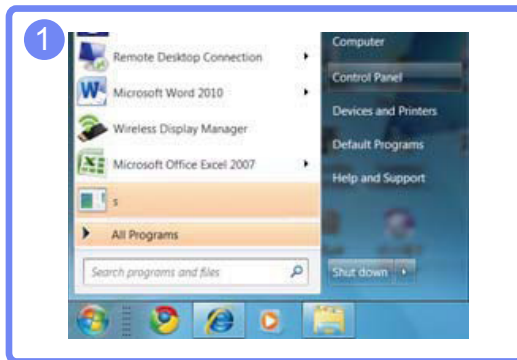 1
Remote Desktop Connection
Microsoft Word 2010
Wireless Display Manager
Microsoft Office Excel 2007
s
All Programs
Search programs and files
Computer
Control Panel
Devices and Printers
Default Programs
Help and Support
Shut down